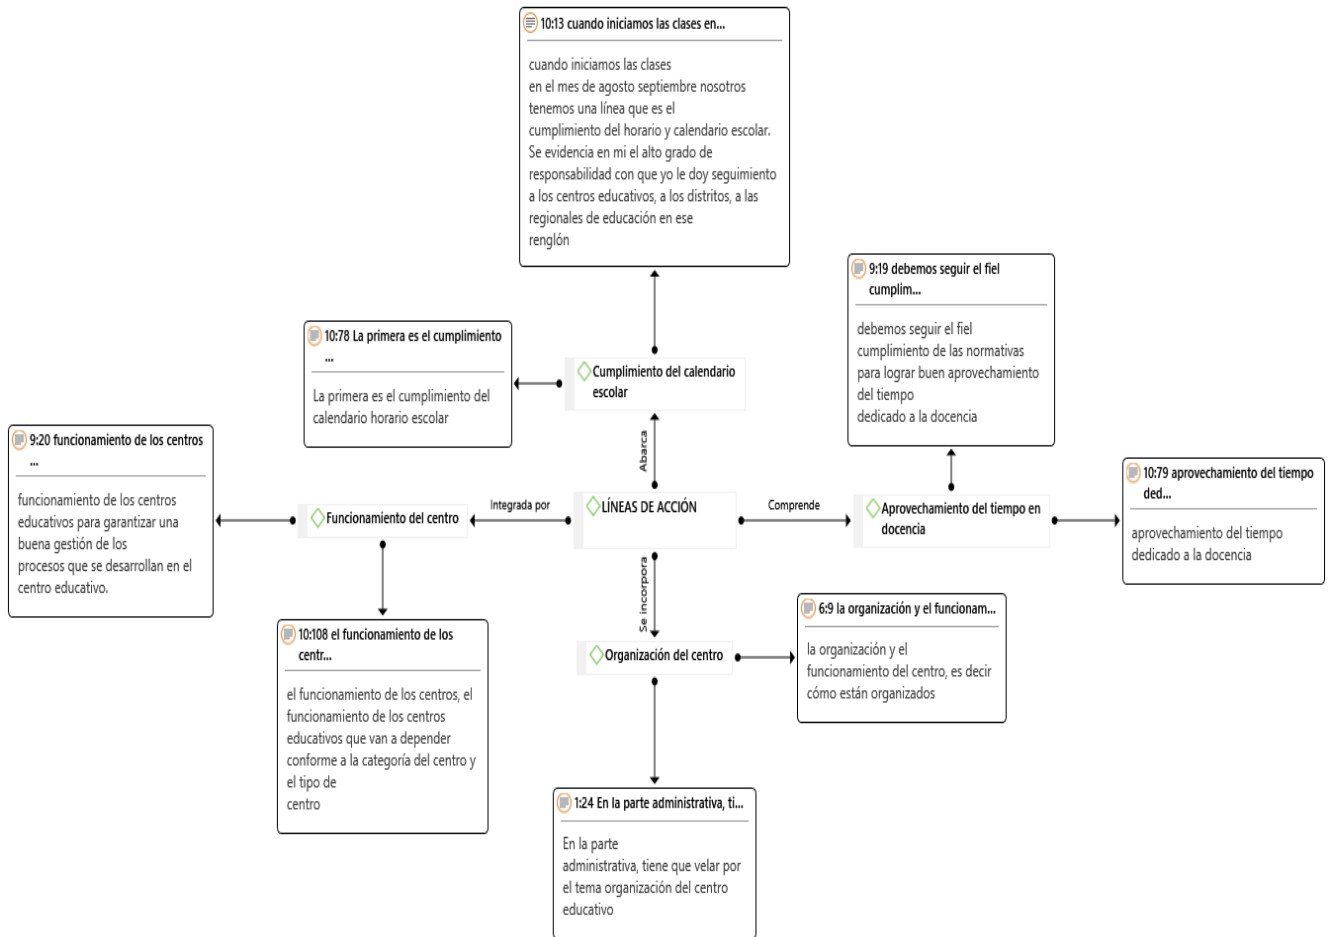 10:13 cuando iniciamos las clases en...
cuando iniciamos las clases
en el mes de agosto septiembre nosotros
tenemos una línea que es el
cumplimiento del horario y calendario escolar.
Se evidencia en mi el alto grado de
responsabilidad con que yo le doy seguimiento
a los centros educativos, a los distritos, a las
regionales de educación en ese
renglón
9:19 debemos seguir el fiel
cumplim...
debemos seguir el fiel
cumplimiento de las normativas
para lograr buen aprovechamiento
del tiempo
dedicado a la docencia
10:78 La primera es el cumplimiento
...
La primera es el cumplimiento del
calendario horario escolar
Cumplimiento del calendario
escolar
Abarca
9:20 funcionamiento de los centros
...
funcionamiento de los centros
educativos para garantizar una
buena gestión de los
procesos que se desarrollan en el
centro educativo.
Funcionamiento del centro
Integrada por
LÍNEAS DE ACCIÓN
Comprende
Aprovechamiento del tiempo en
docencia
10:79 aprovechamiento del tiempo
ded...
aprovechamiento del tiempo
dedicado a la docencia
Se incorpora
Organización del centro
6:9 la organización y el funcionam...
la organización y el
funcionamiento del centro, es decir
cómo están organizados
10:108 el funcionamiento de los
centr...
el funcionamiento de los centros, el
funcionamiento de los centros
educativos que van a depender
conforme a la categoría del centro y
el tipo de
centro
1:24 En la parte administrativa, ti...
En la parte
administrativa, tiene que velar por
el tema organización del centro
educativo